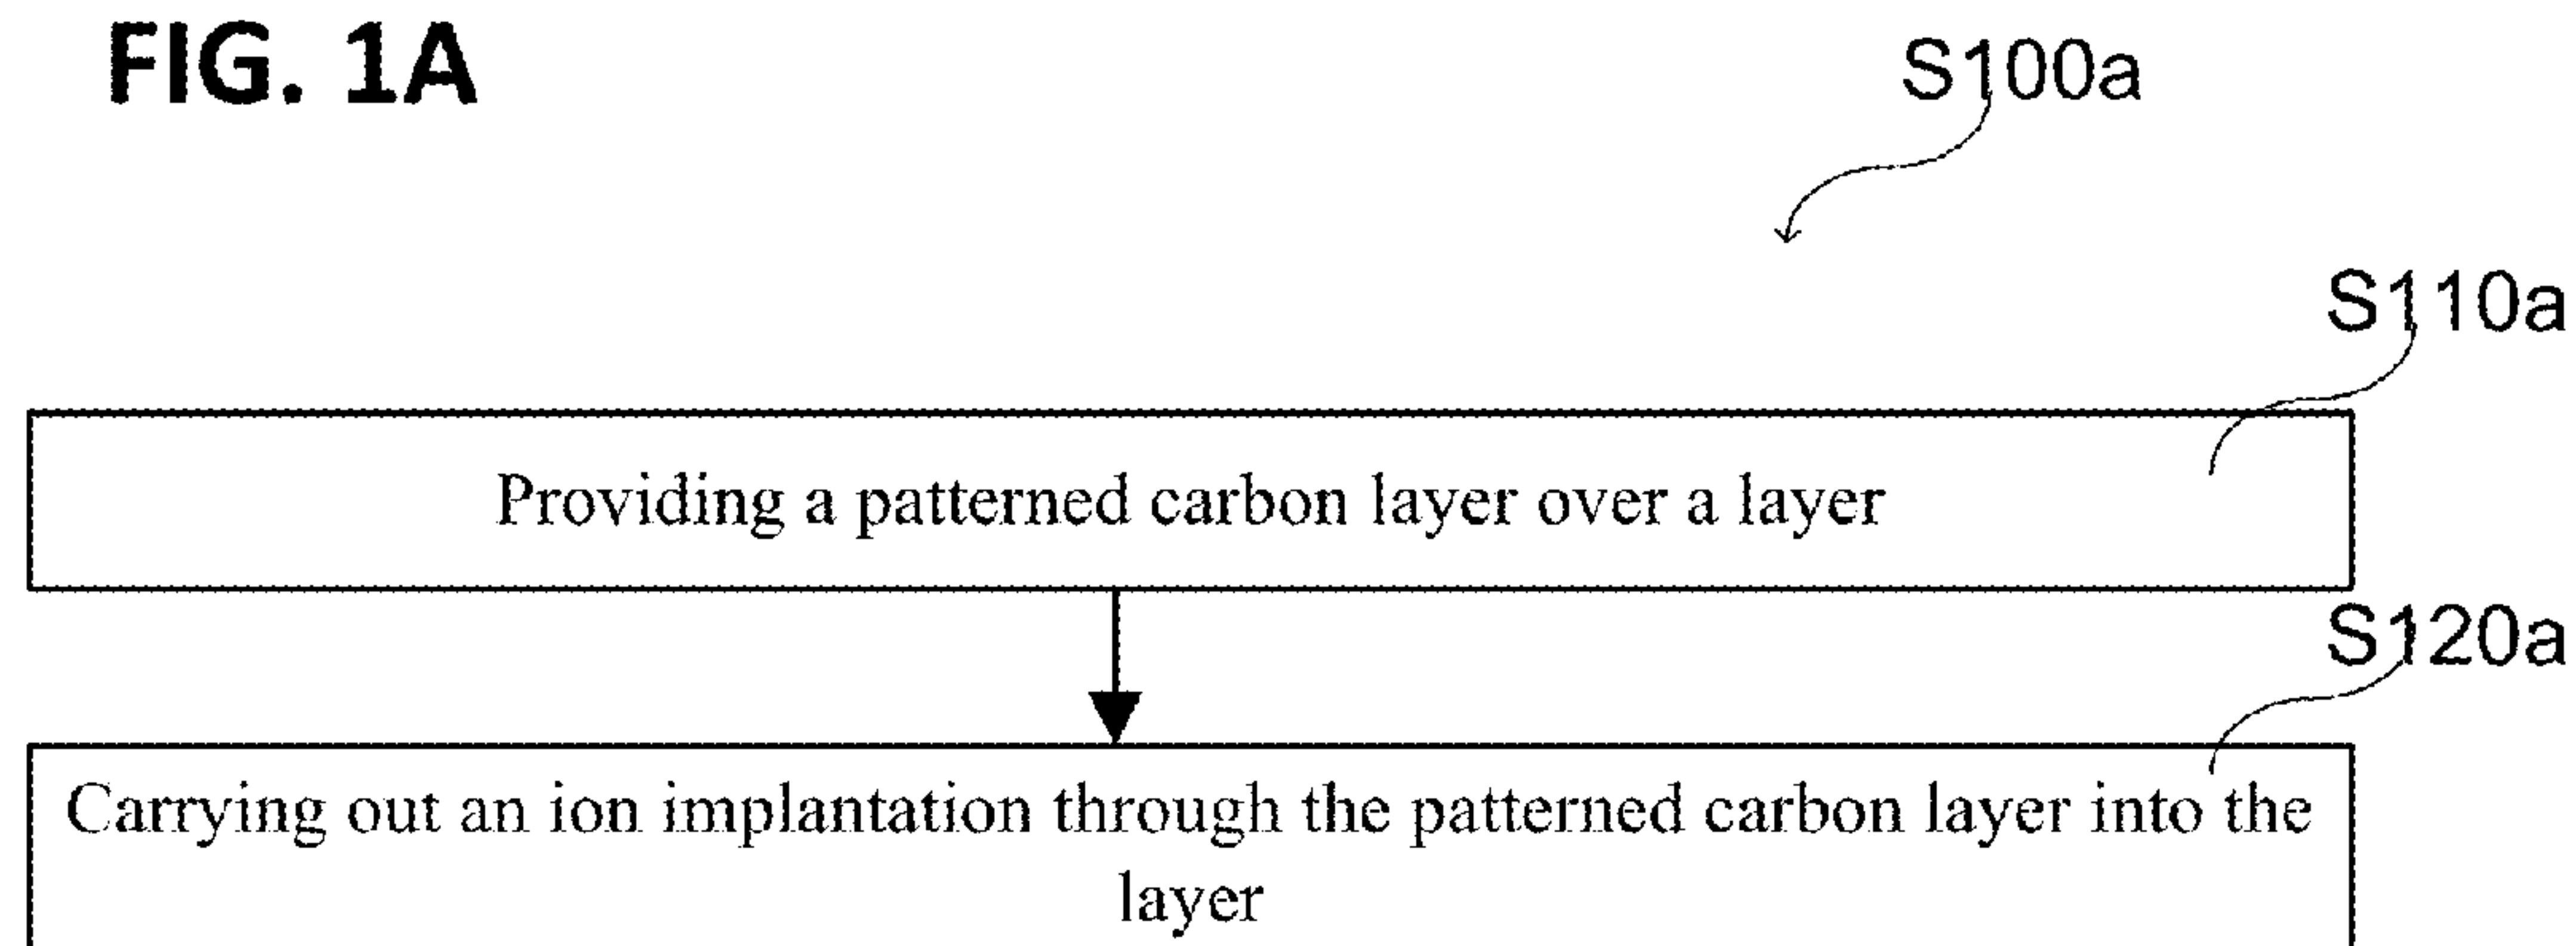 FIG. 1A
S100a
S110a
Providing a patterned carbon layer over a layer
S120a
Carrying out an ion implantation through the patterned carbon layer into the
layer